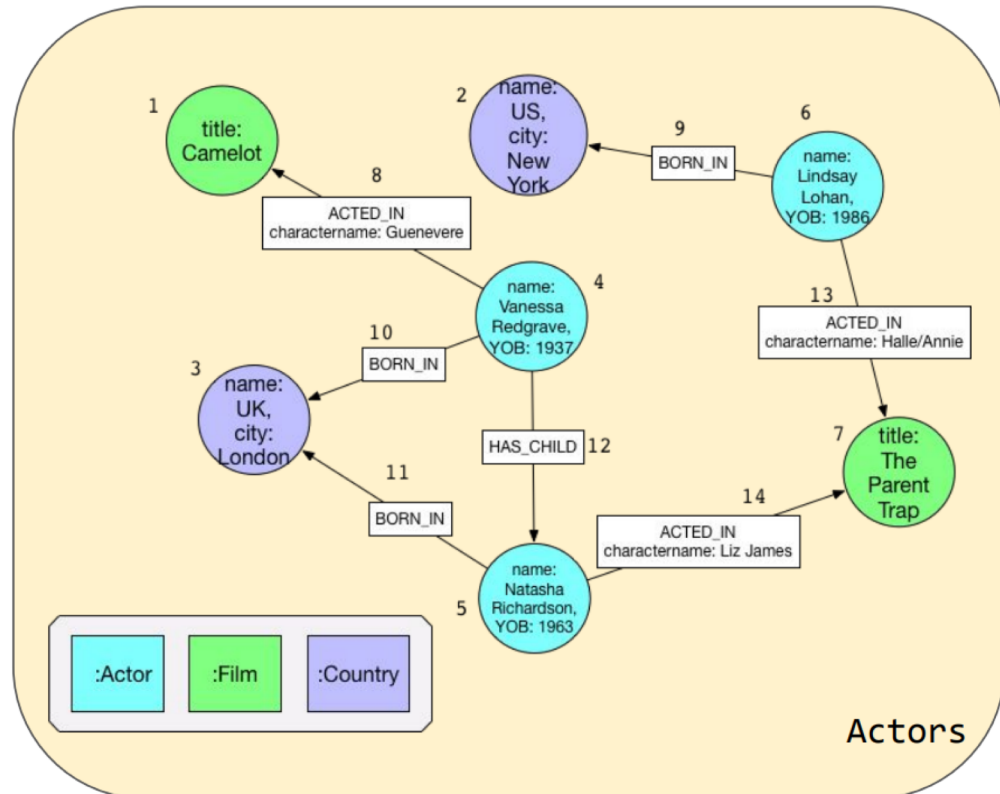 1
title:
Camelot
2
name:
US,
city:
New
York
6
name:
Lindsay
Lohan,
YOB: 1986
9
BORN_IN
8
ACTED_IN
charactername: Guenevere
4
name:
Vanessa
Redgrave,
YOB: 1937
13
ACTED_IN
charactername: Halle/Annie
10
BORN_IN
3
name:
UK,
city:
London
HAS_CHILD
12
7
title:
The
Parent
Trap
11
BORN_IN
14
ACTED_IN
charactername: Liz James
5
name:
Natasha
Richardson,
YOB: 1963
:Actor
:Film
:Country
Actors